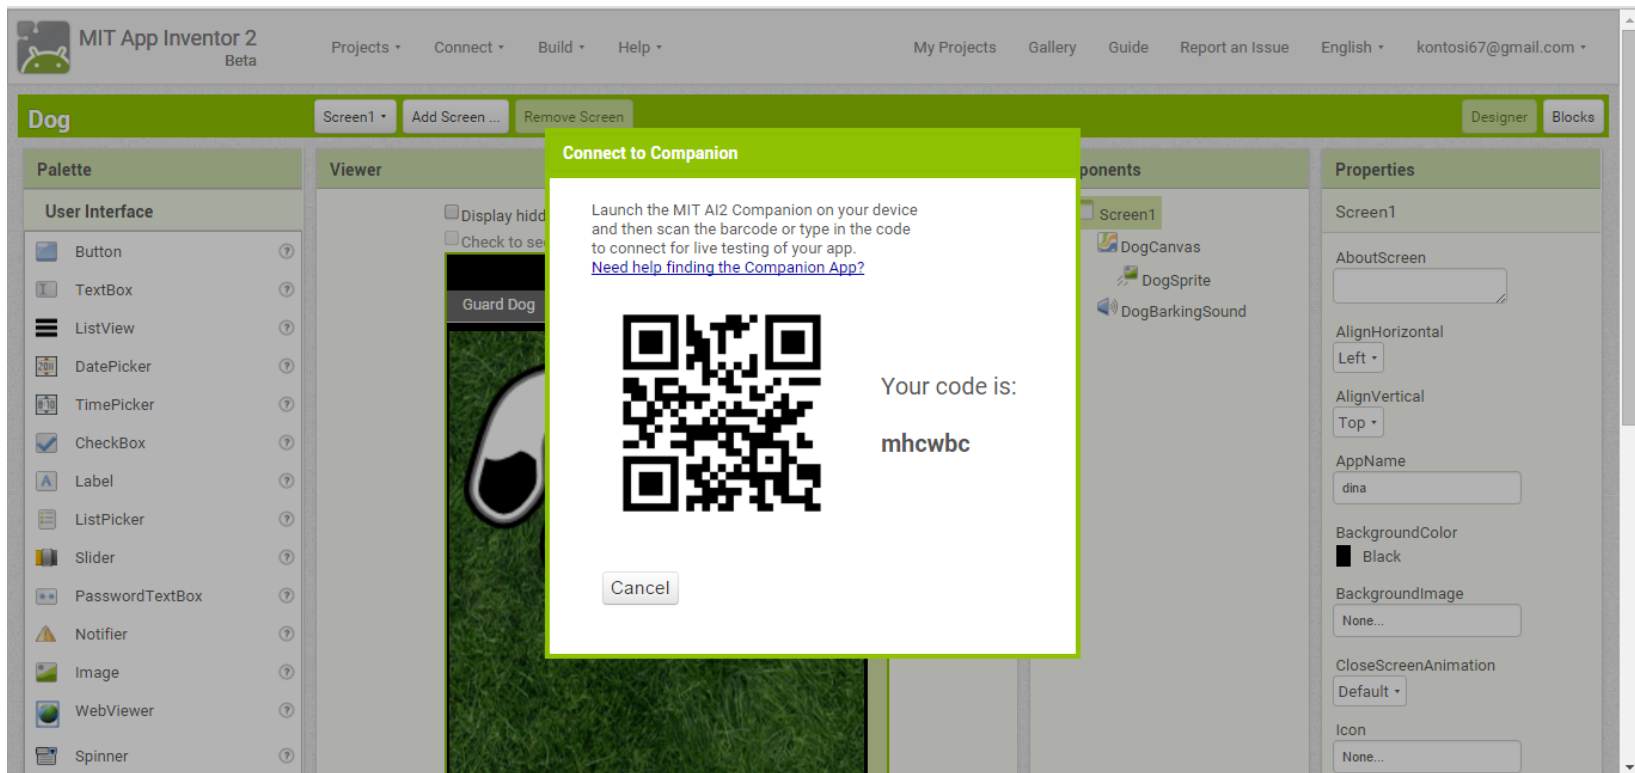 MIT App Inventor 2
Beta
Projects
Connect
Build
Help
My Projects
Gallery
Guide
Report an Issue
English
kontosi67@gmail.com
Dog
Screen1
Add Screen ...
Remove Screen
Designer
Blocks
Palette
User Interface
Button
TextBox
ListView
DatePicker
TimePicker
CheckBox
Label
ListPicker
Slider
PasswordTextBox
Notifier
Image
WebViewer
Spinner
Viewer
Display hidd
Check to se
Guard Dog
Connect to Companion
Launch the MIT AI2 Companion on your device
and then scan the barcode or type in the code
to connect for live testing of your app.
Need help finding the Companion App?
Your code is:
mhcwbc
Cancel
ponents
Screen1
DogCanvas
DogSprite
DogBarkingSound
Properties
Screen1
AboutScreen
AlignHorizontal
Left
AlignVertical
Top
AppName
dina
BackgroundColor
Black
BackgroundImage
None...
CloseScreenAnimation
Default
Icon
None...